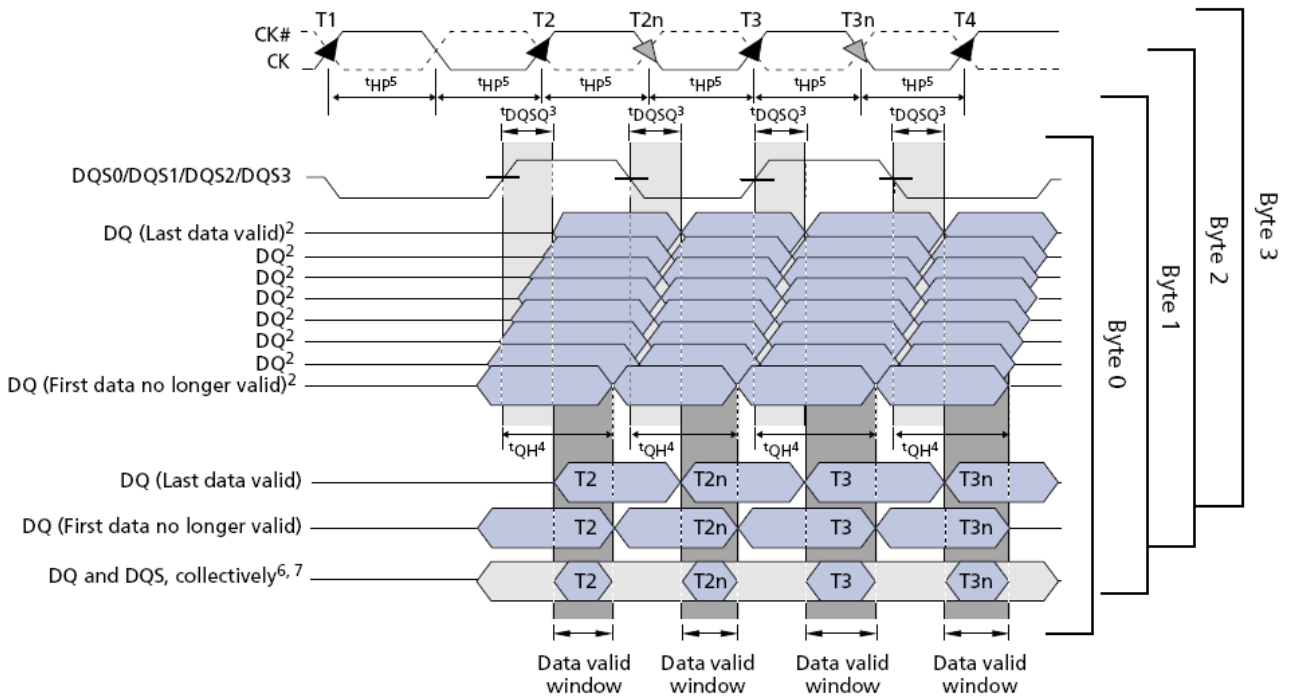 T1 T2 T2n T3 T3n T4
CK#
CK
tHP5 tHP5 tHP5 tHP5 tHP5 tHP5
tDQSQ3 tDQSQ3 tDQSQ3 tDQSQ3
DQS0/DQS1/DQS2/DQS3
DQ (Last data valid)2
DQ2
DQ2
DQ2
DQ2
DQ2
DQ2
DQ (First data no longer valid)2
tQH4 tQH4 tQH4 tQH4
DQ (Last data valid) T2 T2n T3 T3n
DQ (First data no longer valid) T2 T2n T3 T3n
DQ and DQS, collectively6, 7 T2 T2n T3 T3n
Data valid window
Data valid window
Data valid window
Data valid window
Byte 0
Byte 1
Byte 2
Byte 3